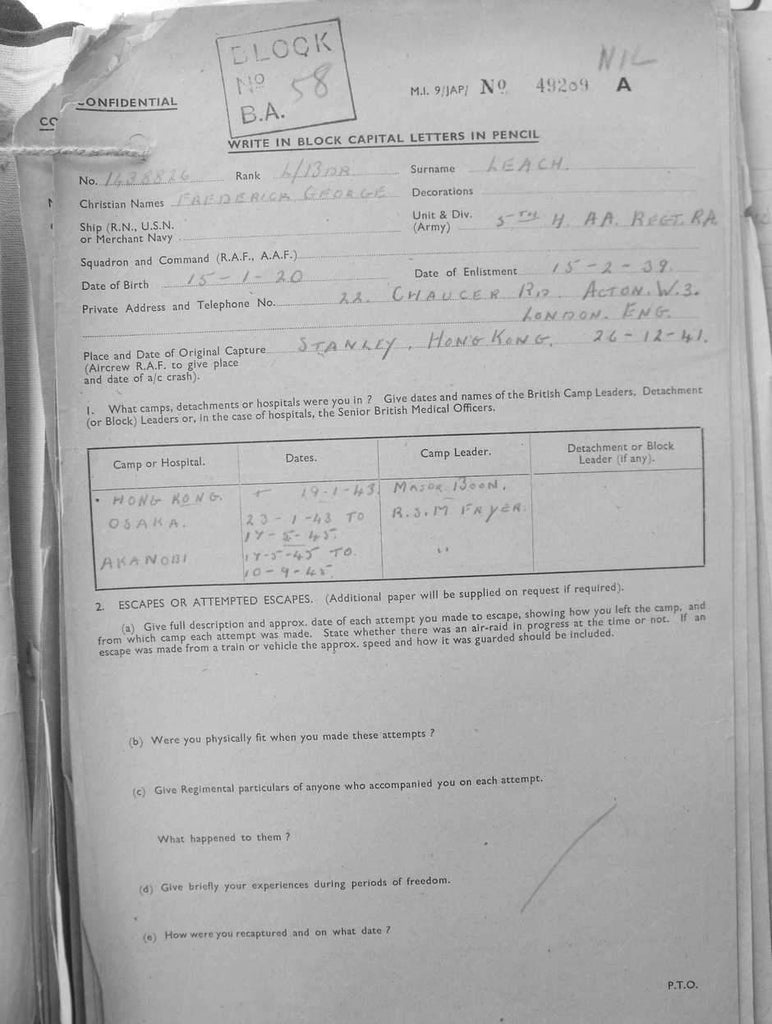 BLOCK
No 58
B.A.
NIL
CONFIDENTIAL
M.I. 9/JAP/ No 49209 A
WRITE IN BLOCK CAPITAL LETTERS IN PENCIL
No. 1438826 Rank L/BDR Surname LEACH.
Christian Names FREDERICK GEORGE Decorations
Ship (R.N., U.S.N.
or Merchant Navy
Unit & Div.
(Army) 5TH H. AA. REGT. RA
Squadron and Command (R.A.F., A.A.F.)
Date of Birth 15-1-20 Date of Enlistment 15-2-39.
Private Address and Telephone No. 22. CHAUCER RD. ACTON. W.3.
LONDON. ENG.
Place and Date of Original Capture STANLEY, HONG KONG. 26-12-41.
(Aircrew R.A.F. to give place
and date of a/c crash).
1. What camps, detachments or hospitals were you in ? Give dates and names of the British Camp Leaders, Detachment
(or Block) Leaders or, in the case of hospitals, the Senior British Medical Officers.
Camp or Hospital. Dates. Camp Leader. Detachment or Block
Leader (if any).
HONG KONG. 19-1-43. MAJOR BOON.
OSAKA. 23-1-43 TO R.S.M FRYER.
17-5-45.
AKANOBI 17-5-45 TO. "
10-9-45.
2. ESCAPES OR ATTEMPTED ESCAPES. (Additional paper will be supplied on request if required).
(a) Give full description and approx. date of each attempt you made to escape, showing how you left the camp, and
from which camp each attempt was made. State whether there was an air-raid in progress at the time or not. If an
escape was made from a train or vehicle the approx. speed and how it was guarded should be included.
(b) Were you physically fit when you made these attempts ?
(c) Give Regimental particulars of anyone who accompanied you on each attempt.
What happened to them ?
(d) Give briefly your experiences during periods of freedom.
(e) How were you recaptured and on what date ?
P.T.O.